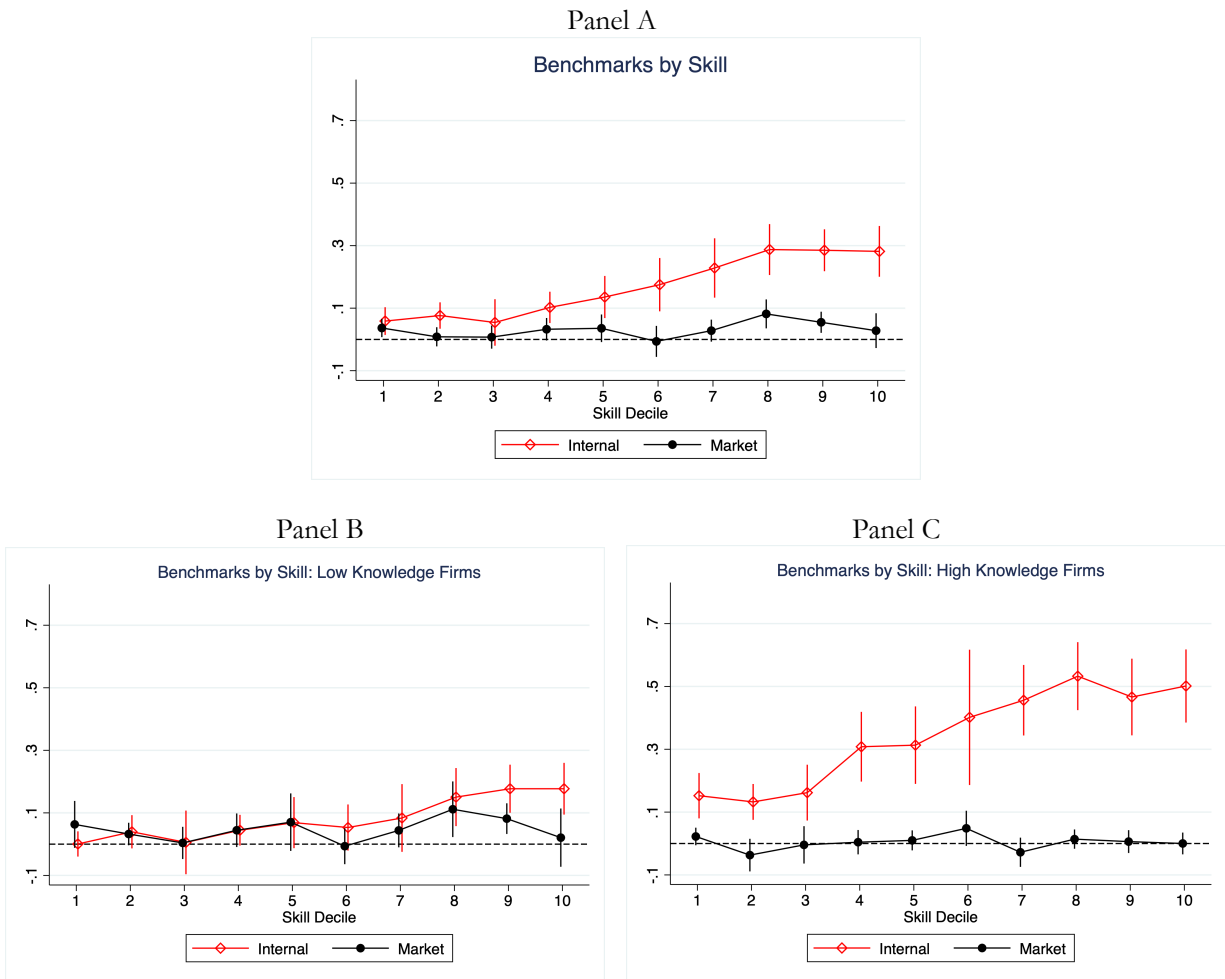 Panel A
Benchmarks by Skill
.7
.5
.3
.1
-.1
1 2 3 4 5 6 7 8 9 10
Skill Decile
Internal Market
Panel B
Benchmarks by Skill: Low Knowledge Firms
.7
.5
.3
.1
-.1
1 2 3 4 5 6 7 8 9 10
Skill Decile
Internal Market
Panel C
Benchmarks by Skill: High Knowledge Firms
.7
.5
.3
.1
-.1
1 2 3 4 5 6 7 8 9 10
Skill Decile
Internal Market